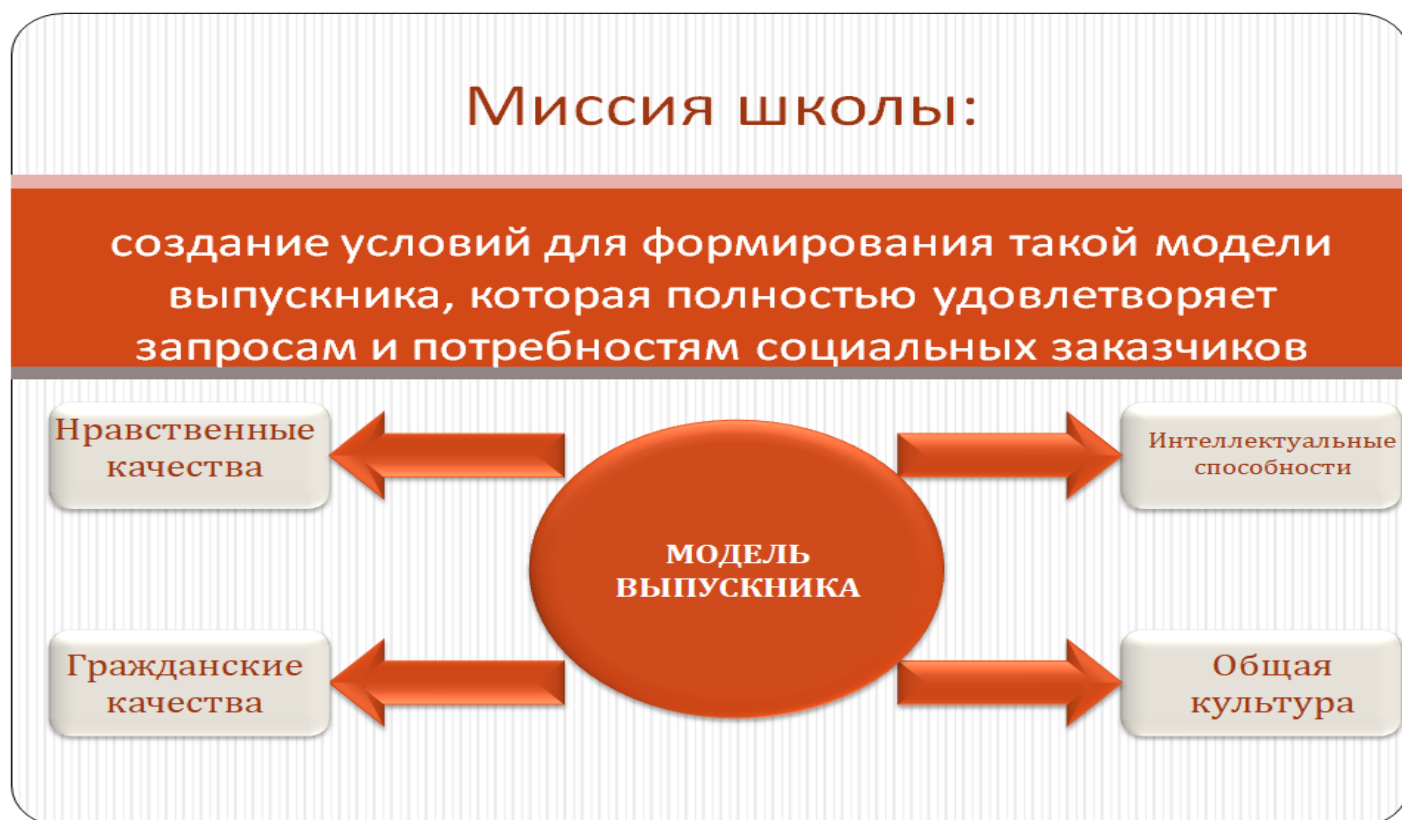 Миссия школы:
создание условий для формирования такой модели
выпускника, которая полностью удовлетворяет
запросам и потребностям социальных заказчиков
Нравственные
качества
Интеллектуальные
способности
МОДЕЛЬ
ВЫПУСКНИКА
Гражданские
качества
Общая
культура